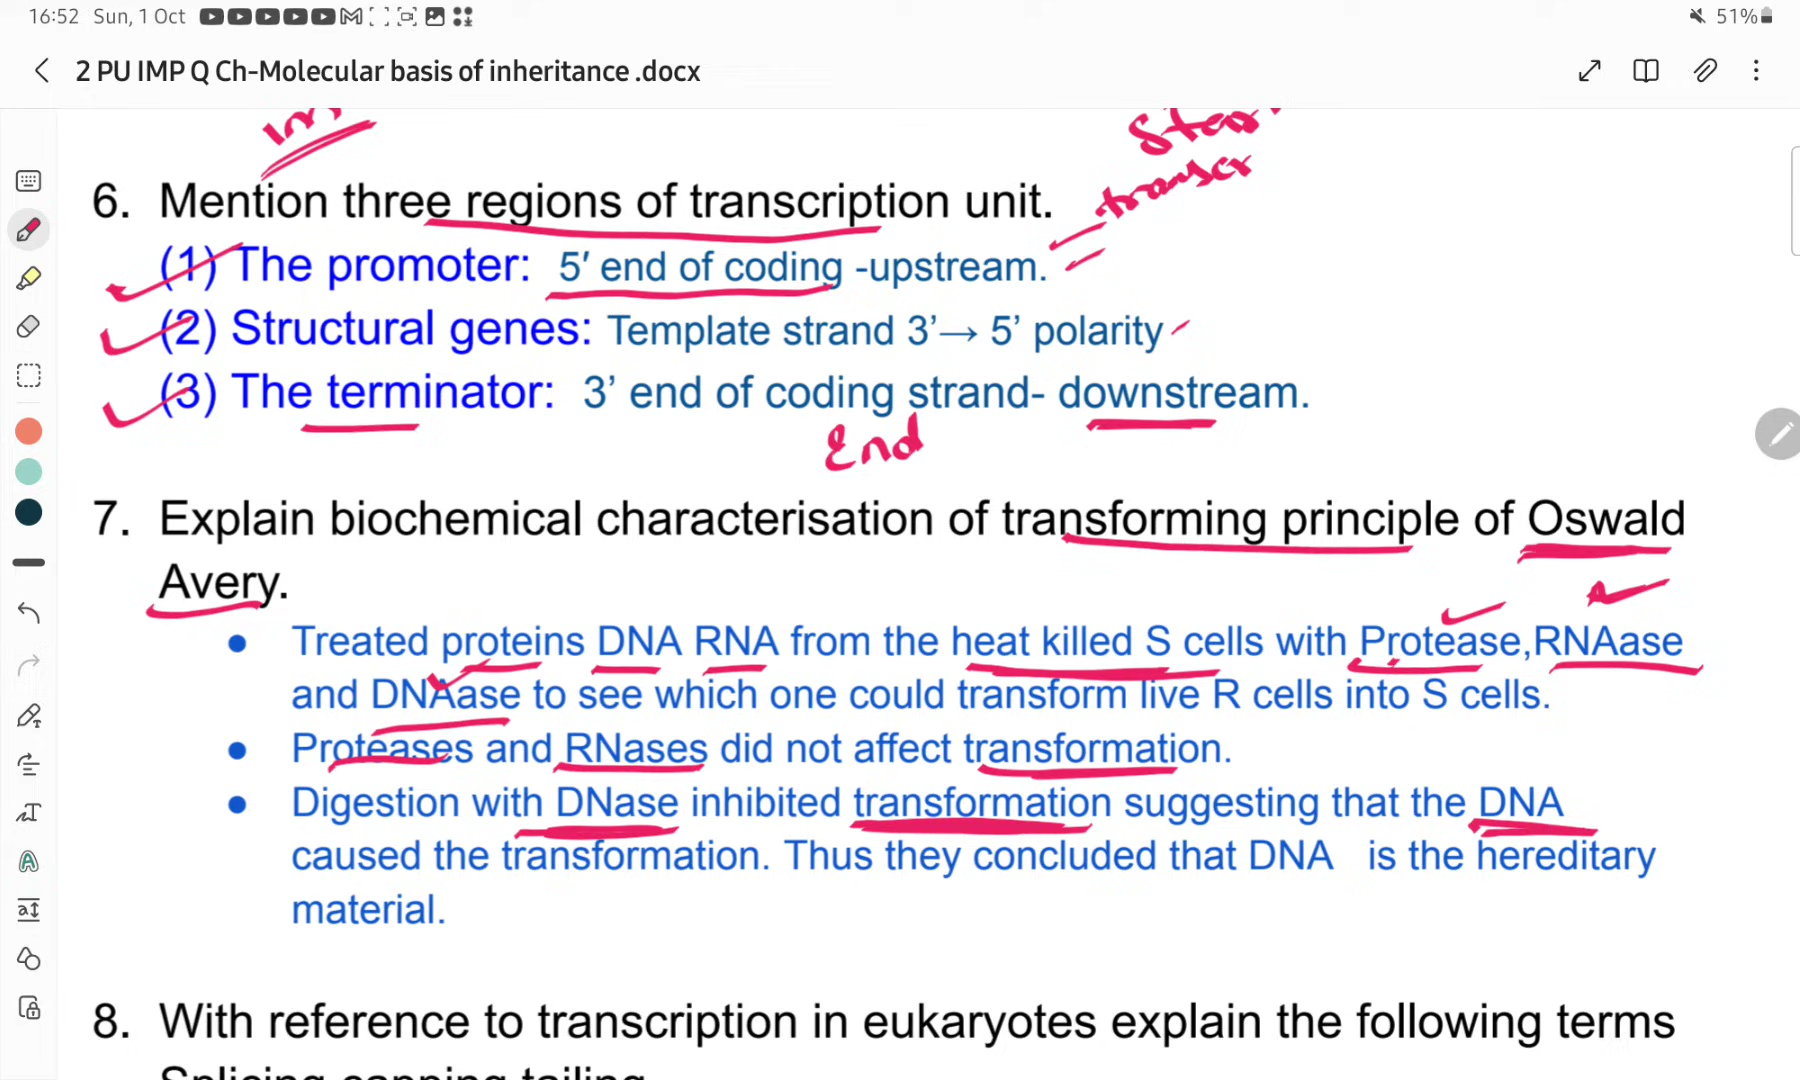 16:52 Sun, 1 Oct
51%
2 PU IMP Q Ch-Molecular basis of inheritance .docx
transcr
6. Mention three regions of transcription unit.
(1) The promoter: 5' end of coding -upstream.
(2) Structural genes: Template strand 3’→ 5’ polarity
(3) The terminator: 3’ end of coding strand- downstream.
End
7. Explain biochemical characterisation of transforming principle of Oswald
Avery.
● Treated proteins DNA RNA from the heat killed S cells with Protease,RNAase
and DNAase to see which one could transform live R cells into S cells.
● Proteases and RNases did not affect transformation.
● Digestion with DNase inhibited transformation suggesting that the DNA
caused the transformation. Thus they concluded that DNA is the hereditary
material.
8. With reference to transcription in eukaryotes explain the following terms
Splicing capping tailing